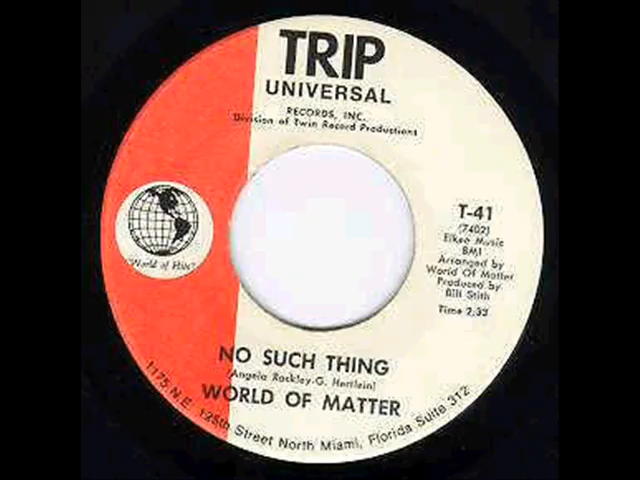 TRIP
UNIVERSAL
RECORDS, INC.
Division of Twin Record Productions
"World of Hits"
T-41
(7402)
Elkee Music
BMI
Arranged by
World Of Matter
Produced by
Bill Stith
Time 2:33
NO SUCH THING
(Angela Rackley-G. Hertlein)
WORLD OF MATTER
1175 N.E. 125th Street North Miami, Florida Suite 312